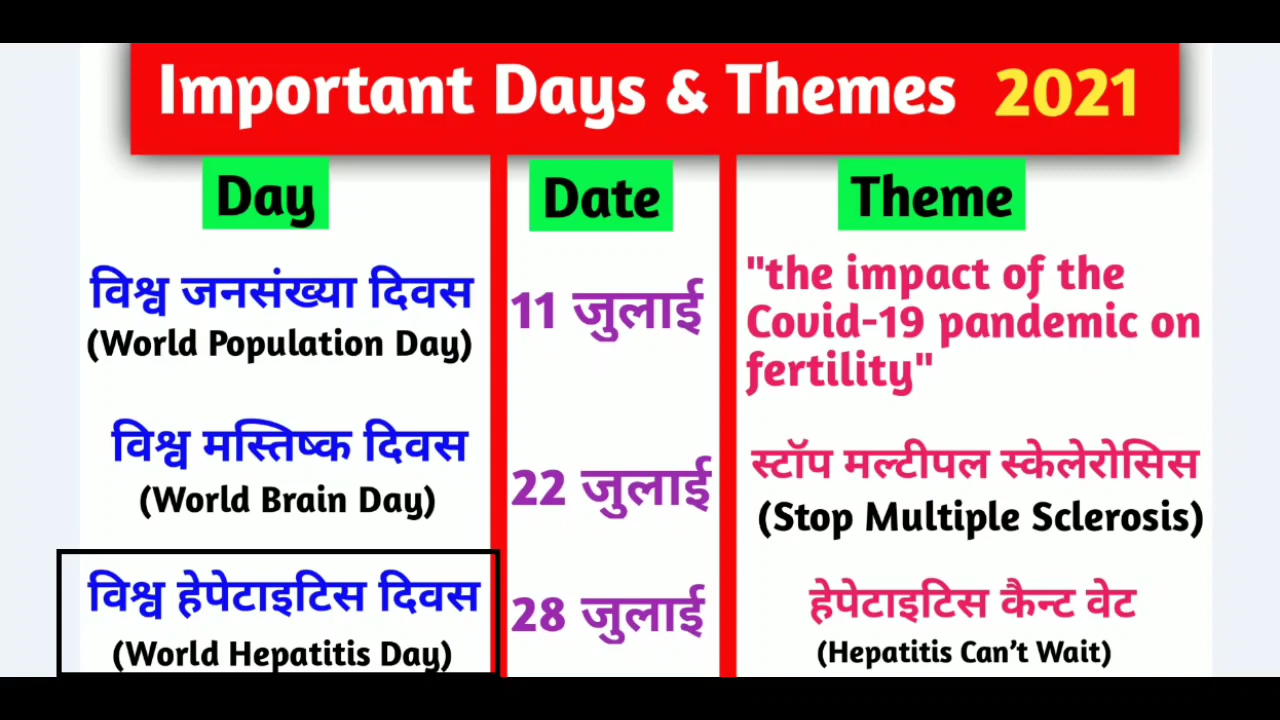 Important Days & Themes 2021
Day
Date
Theme
विश्व जनसंख्या दिवस
(World Population Day)
11 जुलाई
"the impact of the
Covid-19 pandemic on
fertility"
विश्व मस्तिष्क दिवस
(World Brain Day)
22 जुलाई
स्टॉप मल्टीपल स्केलेरोसिस
(Stop Multiple Sclerosis)
विश्व हेपेटाइटिस दिवस
(World Hepatitis Day)
28 जुलाई
हेपेटाइटिस कैन्ट वेट
(Hepatitis Can’t Wait)